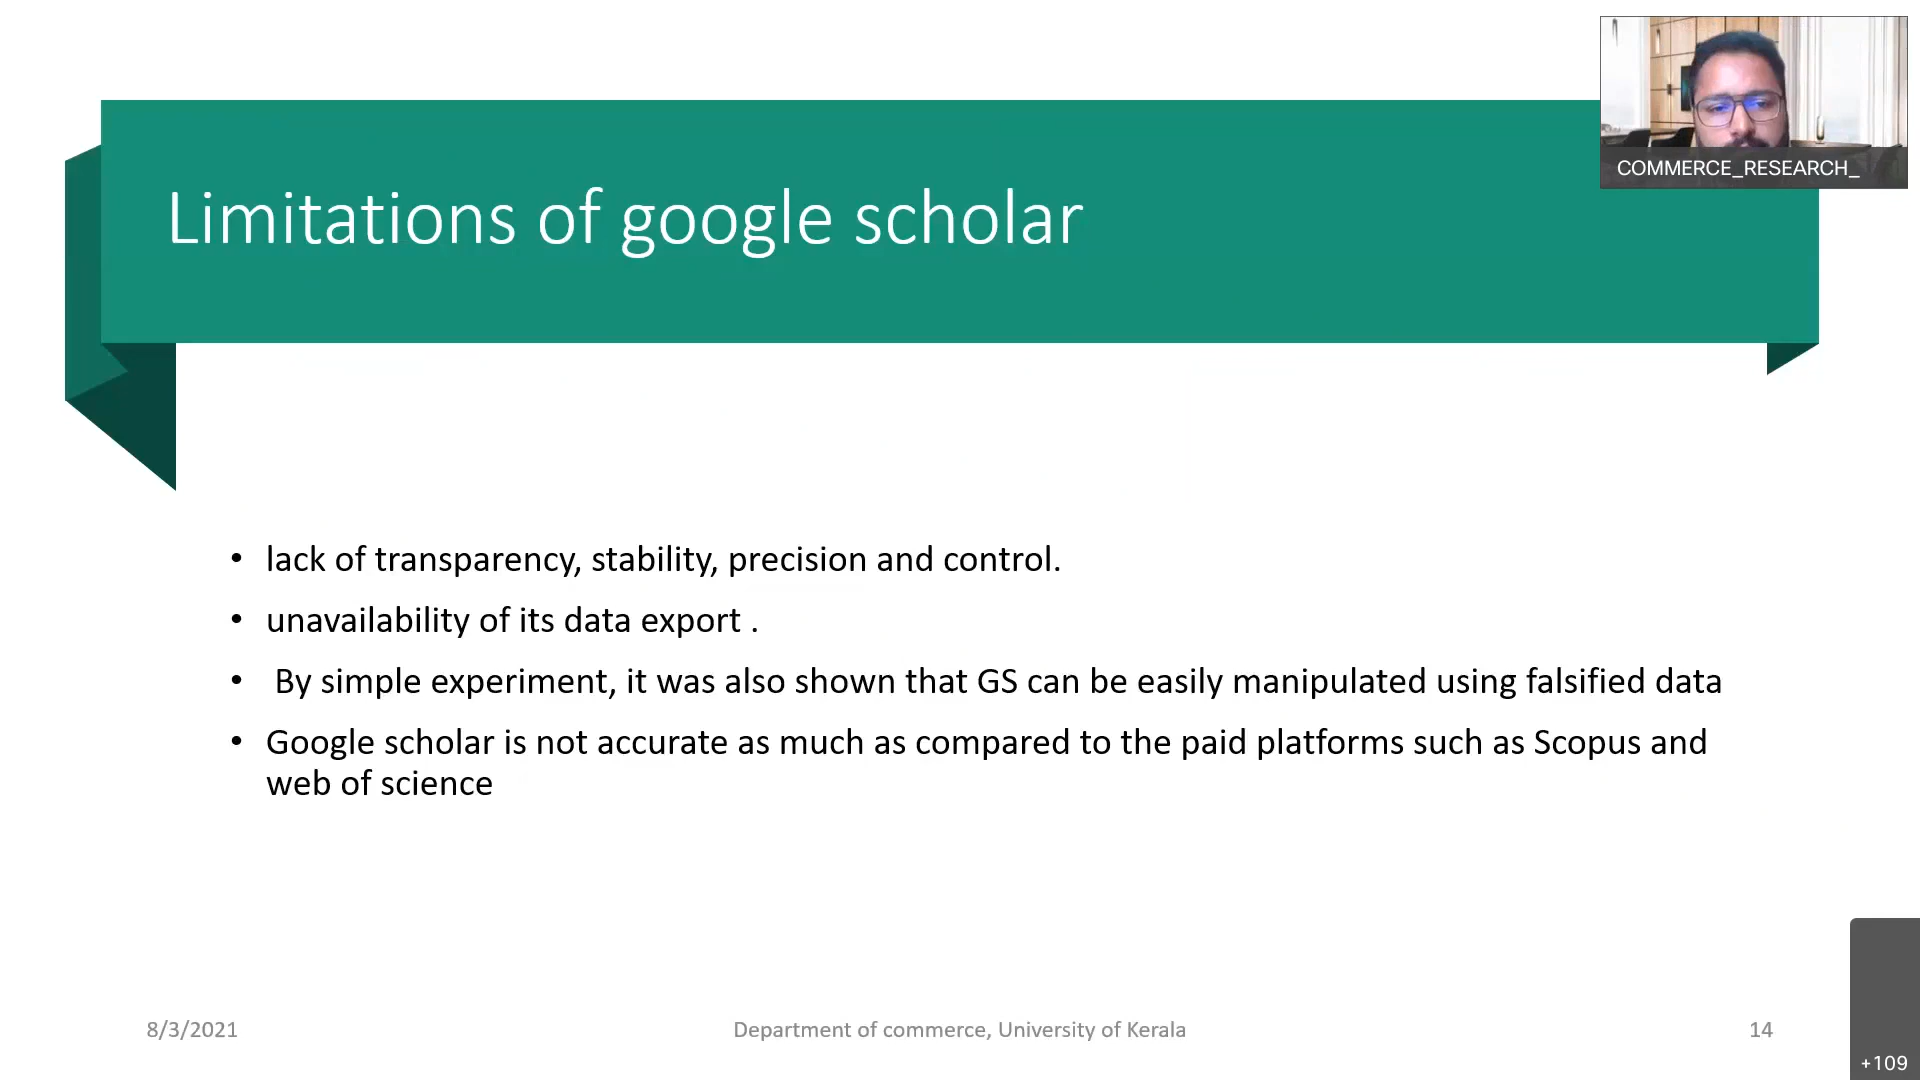 COMMERCE_RESEARCH_
Limitations of google scholar
• lack of transparency, stability, precision and control.
• unavailability of its data export .
• By simple experiment, it was also shown that GS can be easily manipulated using falsified data
• Google scholar is not accurate as much as compared to the paid platforms such as Scopus and
web of science
8/3/2021
Department of commerce, University of Kerala
14
+109